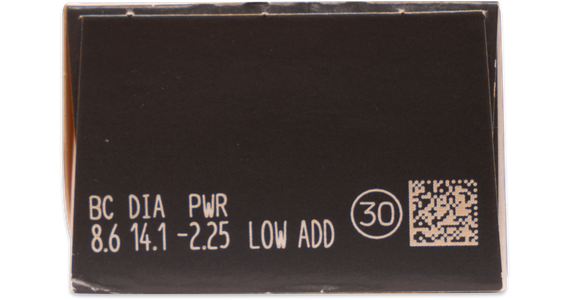 BC DIA PWR
8.6 14.1 -2.25 LOW ADD 30